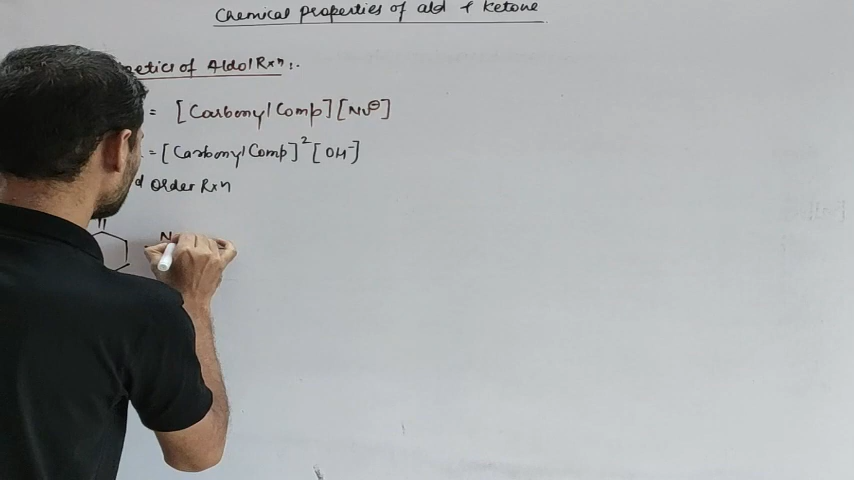 Chemical properties of ald & Ketone
etics of Aldol Rxn:.
= [Carbonyl Comp] [Nu⊖]
= [Carbonyl Comp]² [OH⁻]
d order Rxn
N